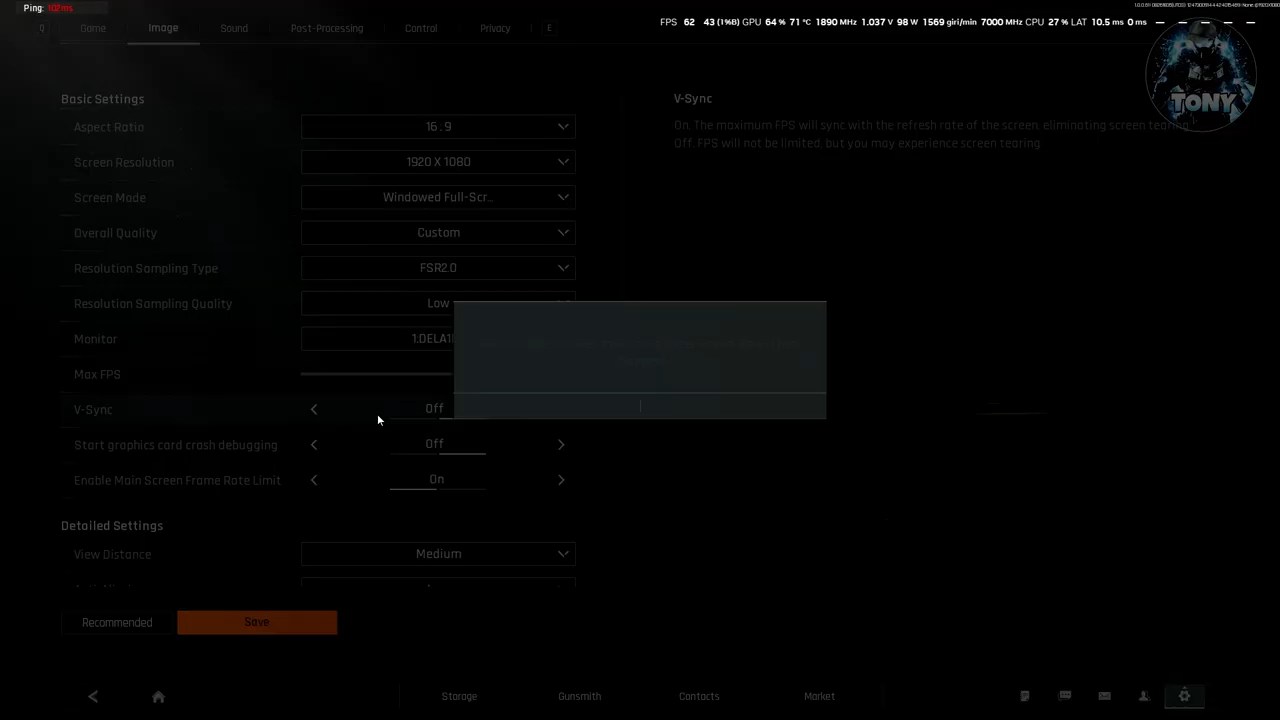 Ping: 102ms
FPS 62 43 (1%8) GPU 64 % 71 °C 1890 MHz 1.037 V 98 W 1569 giri/min 7000 MHz CPU 27 % LAT 10.5 ms 0 ms
Q Game Image Sound Post-Processing Control Privacy E
TONY
Basic Settings
Aspect Ratio 16 : 9
Screen Resolution 1920 X 1080
Screen Mode Windowed Full-Scr...
Overall Quality Custom
Resolution Sampling Type FSR2.0
Resolution Sampling Quality Low
Monitor 1:DELA1
Max FPS
V-Sync Off
Start graphics card crash debugging Off
Enable Main Screen Frame Rate Limit On
Detailed Settings
View Distance Medium
V-Sync
On. The maximum FPS will sync with the refresh rate of the screen, eliminating screen tearing
Off. FPS will not be limited, but you may experience screen tearing
Recommended Save
Storage Gunsmith Contacts Market